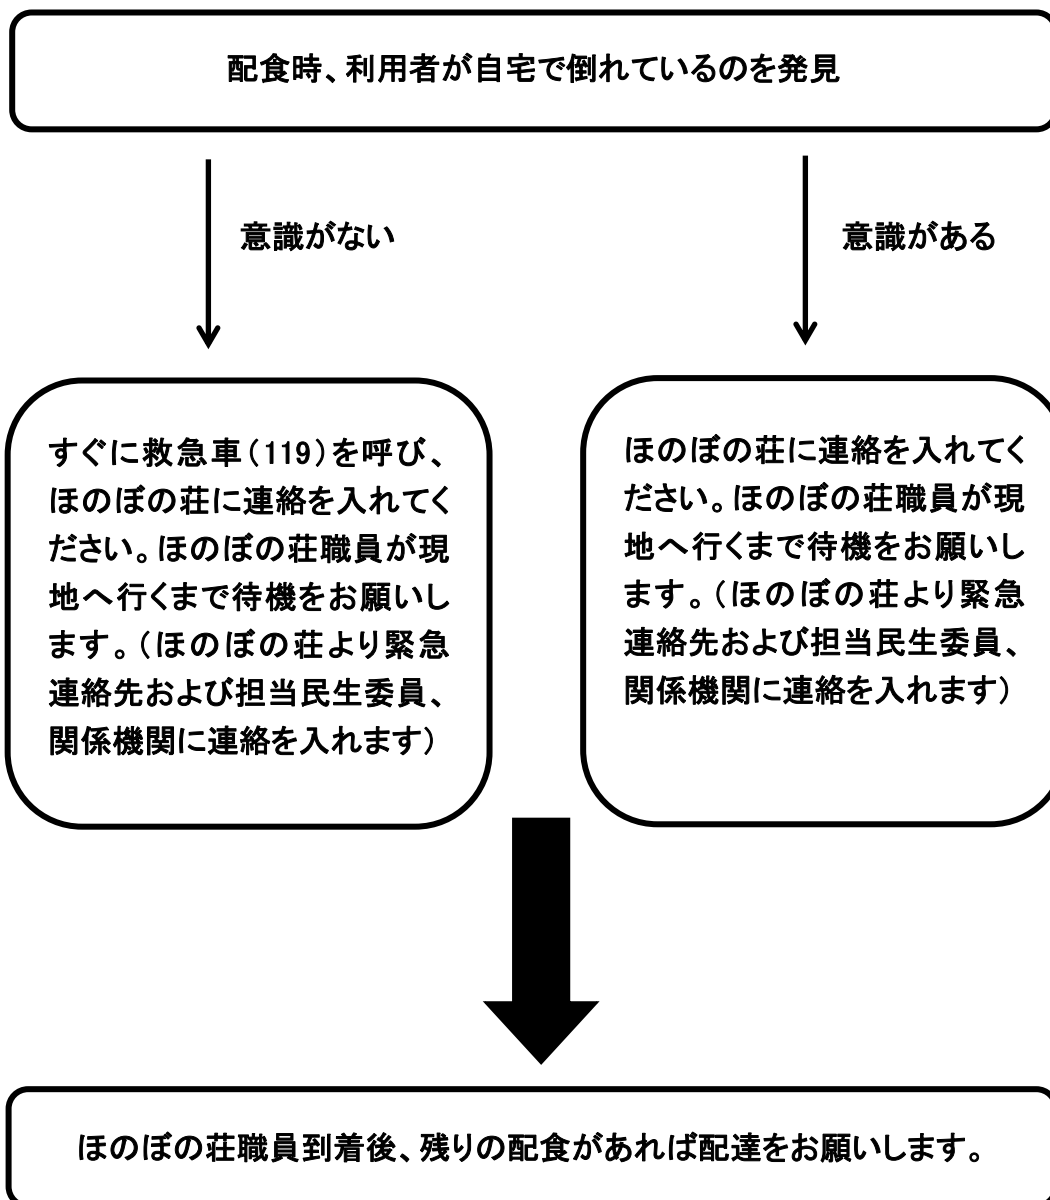 配食時、利用者が自宅で倒れているのを発見
意識がない
意識がある
すぐに救急車(119)を呼び、
ほのぼの荘に連絡を入れてく
ださい。ほのぼの荘職員が現
地へ行くまで待機をお願いし
ます。(ほのぼの荘より緊急
連絡先および担当民生委員、
関係機関に連絡を入れます)
ほのぼの荘に連絡を入れてく
ださい。ほのぼの荘職員が現
地へ行くまで待機をお願いし
ます。(ほのぼの荘より緊急
連絡先および担当民生委員、
関係機関に連絡を入れます)
ほのぼの荘職員到着後、残りの配食があれば配達をお願いします。